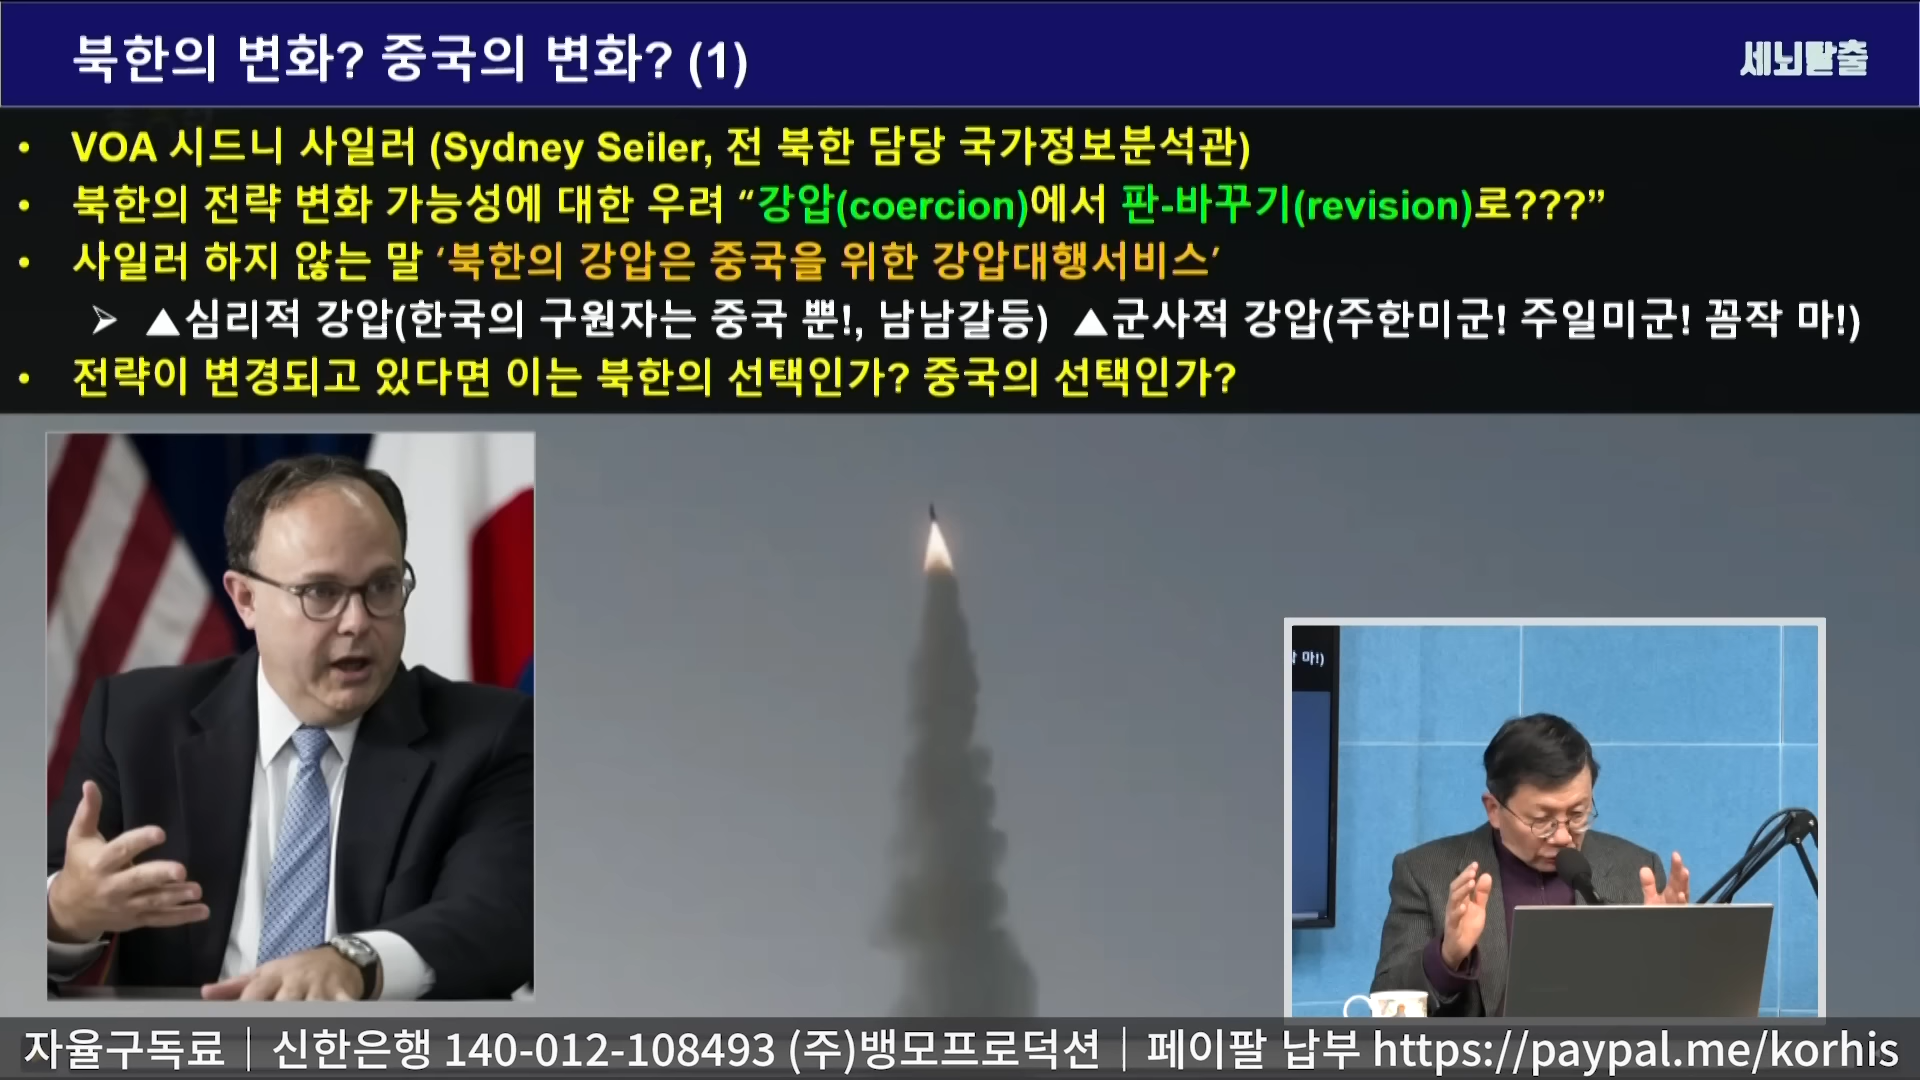 북한의 변화? 중국의 변화? (1)
세뇌탈출
• VOA 시드니 사일러 (Sydney Seiler, 전 북한 담당 국가정보분석관)
• 북한의 전략 변화 가능성에 대한 우려 “강압(coercion)에서 판-바꾸기(revision)로???”
• 사일러 하지 않는 말 ‘북한의 강압은 중국을 위한 강압대행서비스’
➢ ▲심리적 강압(한국의 구원자는 중국 뿐!, 남남갈등) ▲군사적 강압(주한미군! 주일미군! 꼼작 마!)
• 전략이 변경되고 있다면 이는 북한의 선택인가? 중국의 선택인가?
마!)
자율구독료｜신한은행 140-012-108493 (주)뱅모프로덕션｜페이팔 납부 https://paypal.me/korhis